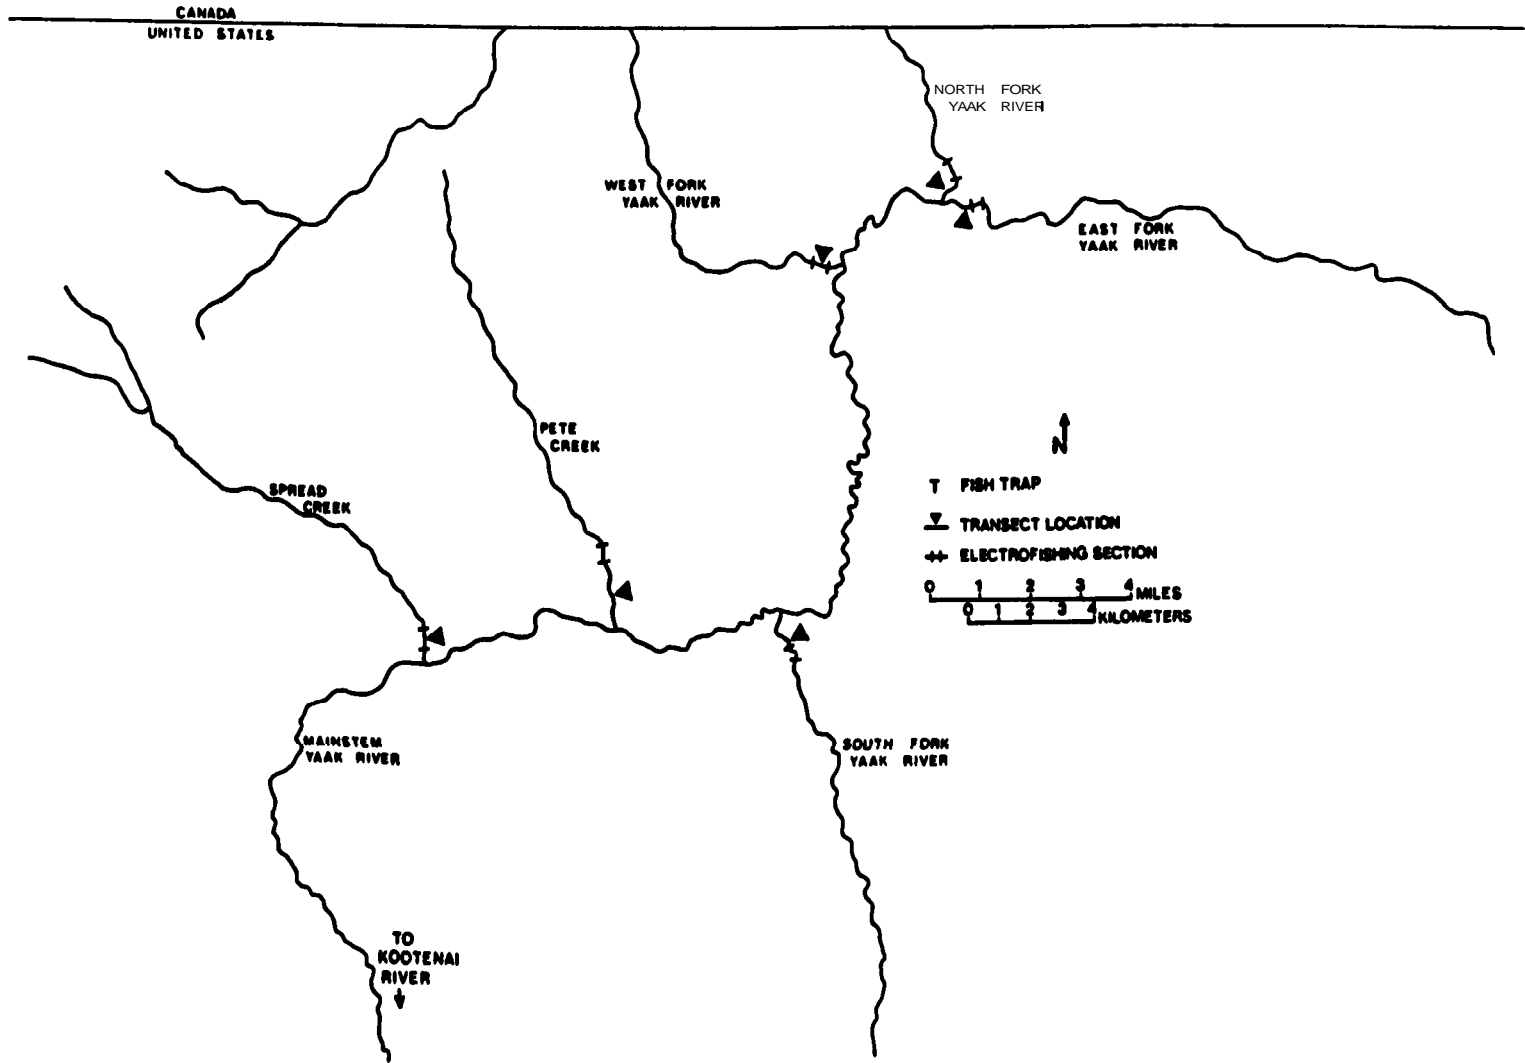 CANADA
UNITED STATES
NORTH FORK
YAAK RIVER
WEST FORK
YAAK RIVER
EAST FORK
YAAK RIVER
PETE
CREEK
SPREAD
CREEK
N
T FISH TRAP
TRANSECT LOCATION
ELECTROFISHING SECTION
0 1 2 3 4 MILES
0 1 2 3 4 KILOMETERS
MAINSTEM
YAAK RIVER
SOUTH FORK
YAAK RIVER
TO
KOOTENAI
RIVER